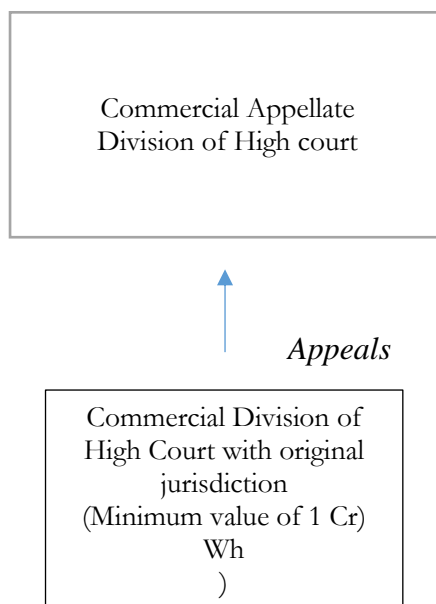 Commercial Appellate
Division of High court
Appeals
Commercial Division of
High Court with original
jurisdiction
(Minimum value of 1 Cr)
Wh
)